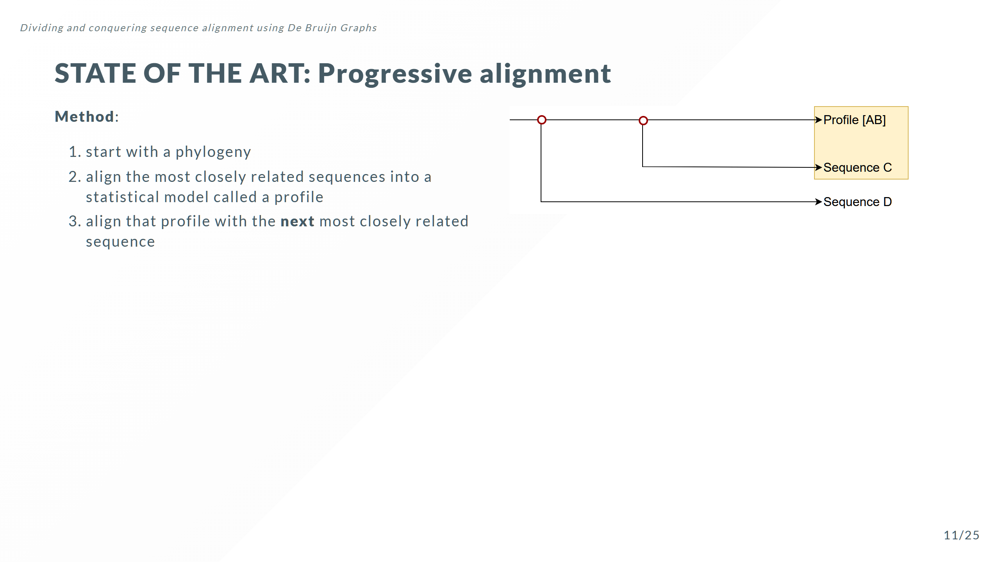 Dividing and conquering sequence alignment using De Bruijn Graphs
STATE OF THE ART: Progressive alignment
Method:
1. start with a phylogeny
2. align the most closely related sequences into a
statistical model called a profile
3. align that profile with the next most closely related
sequence
Profile [AB]
Sequence C
Sequence D
11/25